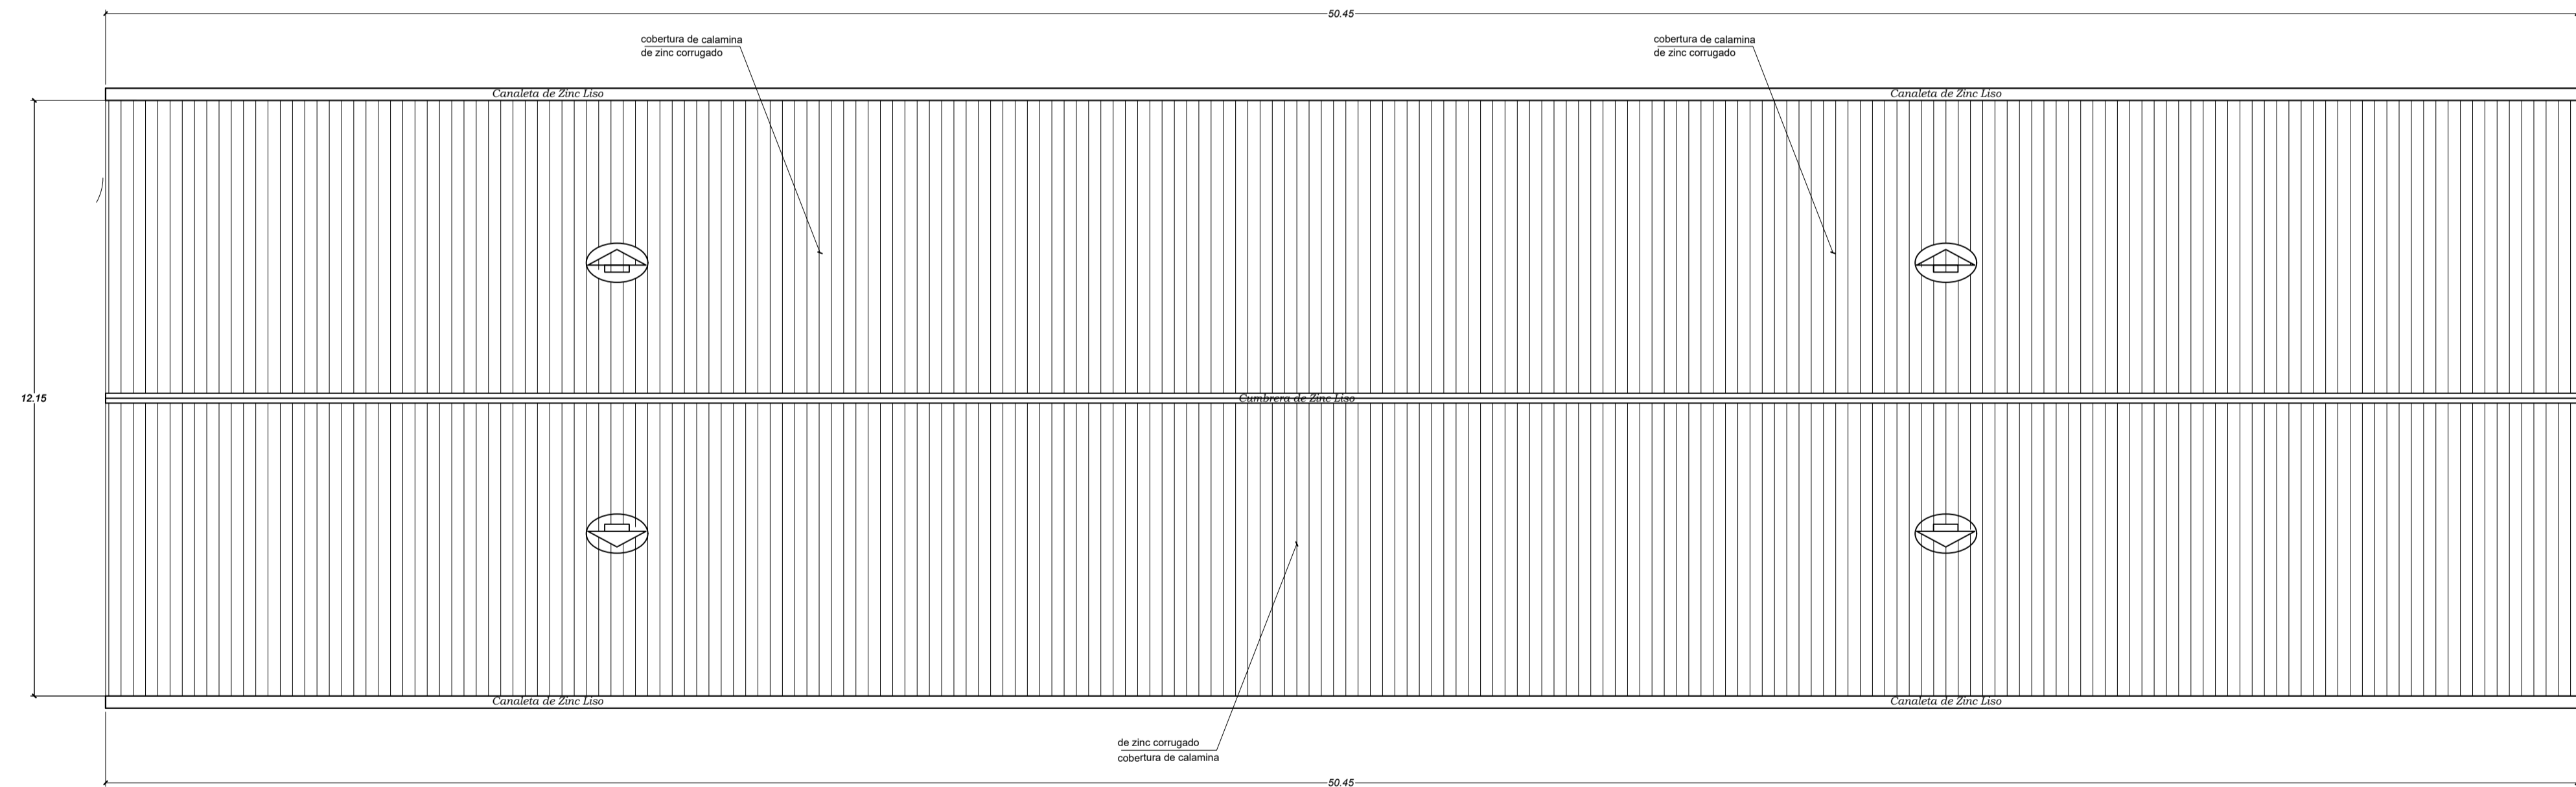 50.45
cobertura de calamina
de zinc corrugado
cobertura de calamina
de zinc corrugado
Canaleta de Zinc Liso
Canaleta de Zinc Liso
12.15
Cumbrera de Zinc Liso
Canaleta de Zinc Liso
Canaleta de Zinc Liso
de zinc corrugado
cobertura de calamina
50.45